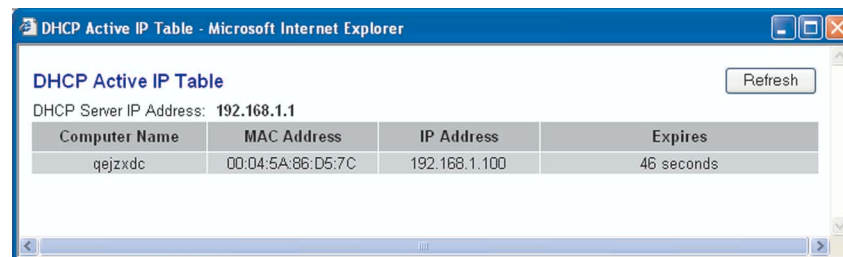 DHCP Active IP Table - Microsoft Internet Explorer
DHCP Active IP Table
Refresh
DHCP Server IP Address: 192.168.1.1
Computer Name MAC Address IP Address Expires
qejzxdc 00:04:5A:86:D5:7C 192.168.1.100 46 seconds